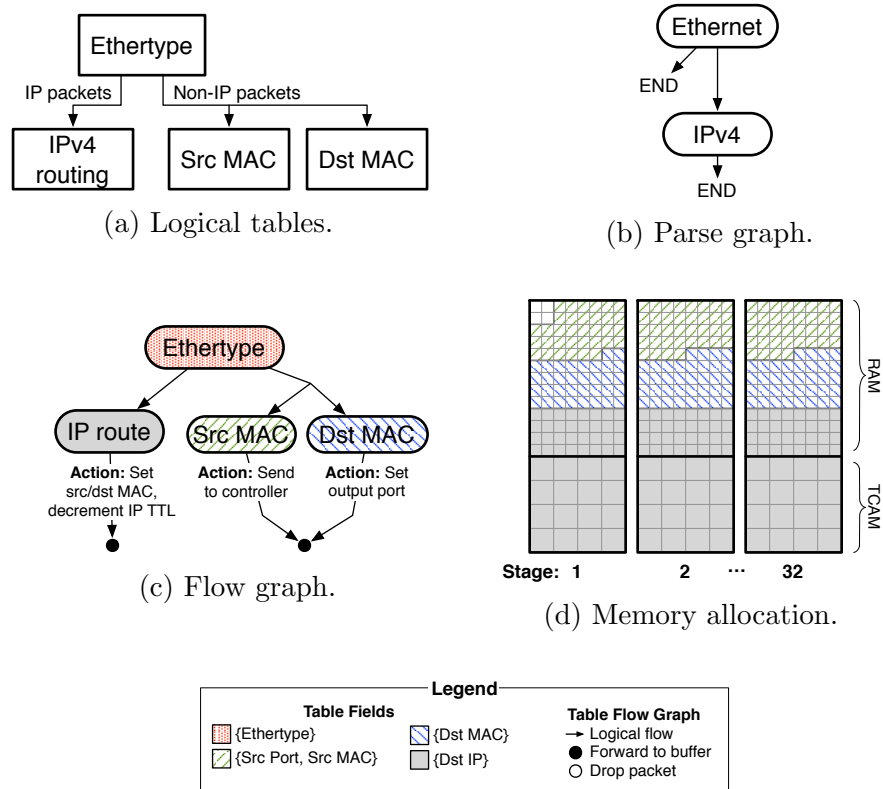 Ethertype
IP packets
Non-IP packets
IPv4
routing
Src MAC
Dst MAC
(a) Logical tables.
Ethernet
END
IPv4
END
(b) Parse graph.
Ethertype
IP route
Src MAC
Dst MAC
Action: Set
src/dst MAC,
decrement IP TTL
Action: Send
to controller
Action: Set
output port
(c) Flow graph.
RAM
TCAM
Stage: 1 2 ··· 32
(d) Memory allocation.
Legend
Table Fields
{Ethertype}
{Src Port, Src MAC}
{Dst MAC}
{Dst IP}
Table Flow Graph
Logical flow
Forward to buffer
Drop packet